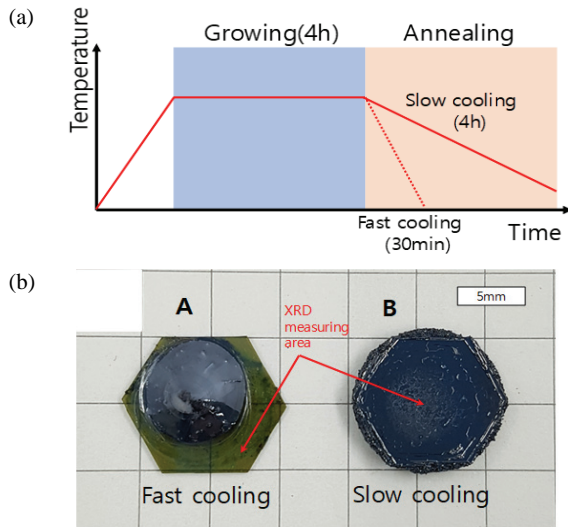 (a)
Growing(4h)
Annealing
Temperature
Slow cooling
(4h)
Fast cooling
(30min)
Time
(b)
A
XRD
measuring
area
B
5mm
Fast cooling
Slow cooling